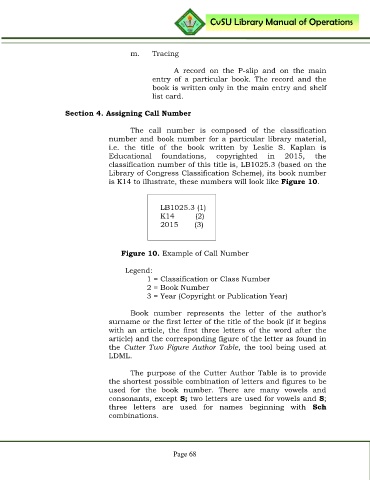 CvSU Library Manual of Operations
m. Tracing
A record on the P-slip and on the main
entry of a particular book. The record and the
book is written only in the main entry and shelf
list card.
Section 4. Assigning Call Number
The call number is composed of the classification
number and book number for a particular library material,
i.e. the title of the book written by Leslie S. Kaplan is
Educational foundations, copyrighted in 2015, the
classification number of this title is, LB1025.3 (based on the
Library of Congress Classification Scheme), its book number
is K14 to illustrate, these numbers will look like Figure 10.
LB1025.3 (1)
K14 (2)
2015 (3)
Figure 10. Example of Call Number
Legend:
1 = Classification or Class Number
2 = Book Number
3 = Year (Copyright or Publication Year)
Book number represents the letter of the author's
surname or the first letter of the title of the book (if it begins
with an article, the first three letters of the word after the
article) and the corresponding figure of the letter as found in
the Cutter Two Figure Author Table, the tool being used at
LDML.
The purpose of the Cutter Author Table is to provide
the shortest possible combination of letters and figures to be
used for the book number. There are many vowels and
consonants, except S; two letters are used for vowels and S;
three letters are used for names beginning with Sch
combinations.
Page 68